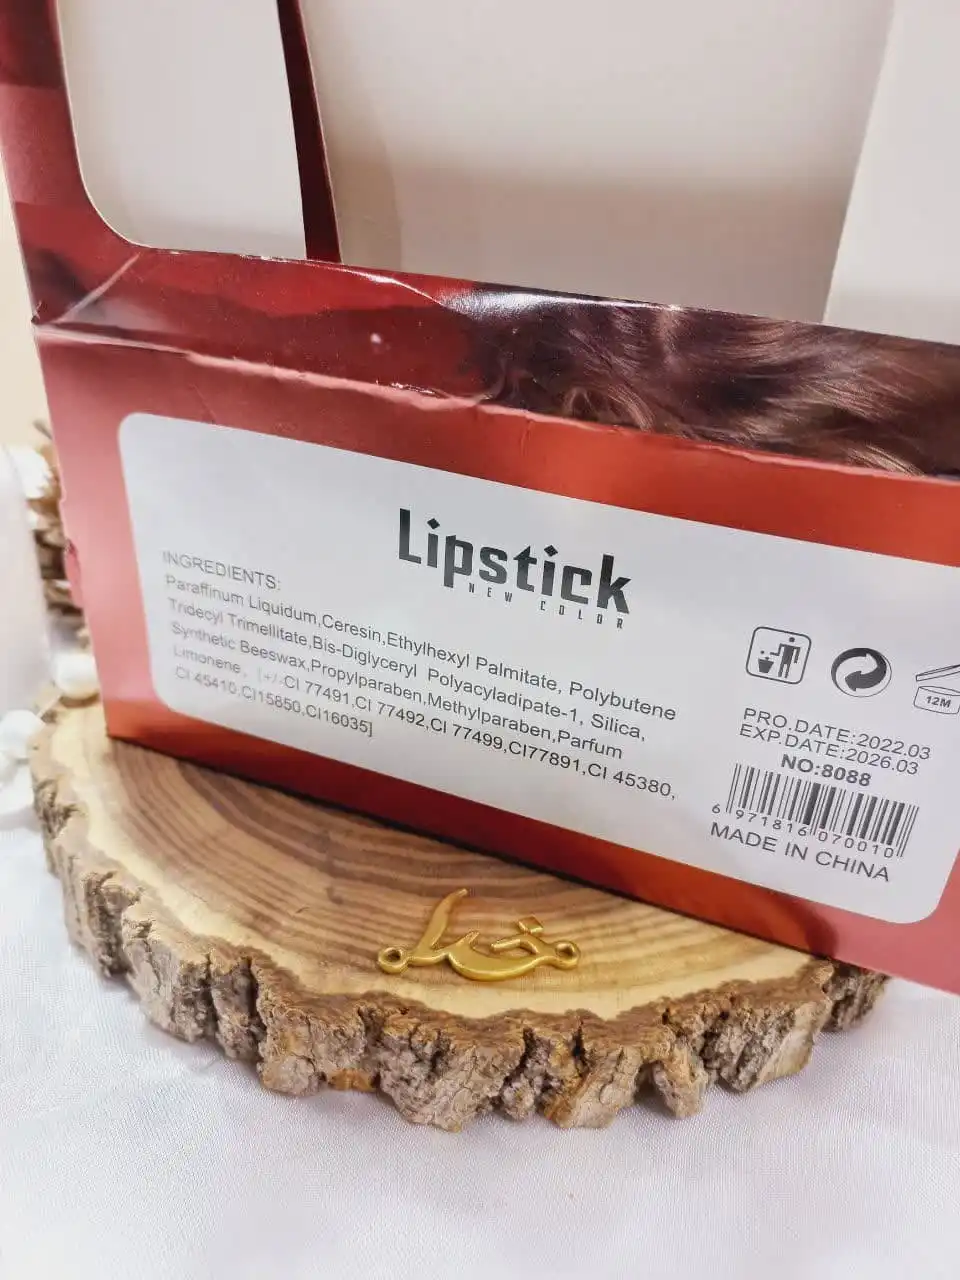 Lipstick
NEW COLOR
INGREDIENTS:
Paraffinum Liquidum,Ceresin,Ethylhexyl Palmitate, Polybutene
Tridecyl Trimellitate,Bis-Diglyceryl Polyacyladipate-1, Silica,
Synthetic Beeswax,Propylparaben,Methylparaben,Parfum
Limonene, [+/-CI 77491,CI 77492,CI 77499,CI77891,CI 45380,
CI 45410,CI15850,CI16035]
12M
PRO.DATE:2022.03
EXP.DATE:2026.03
NO:8088
6 971816 070010
MADE IN CHINA